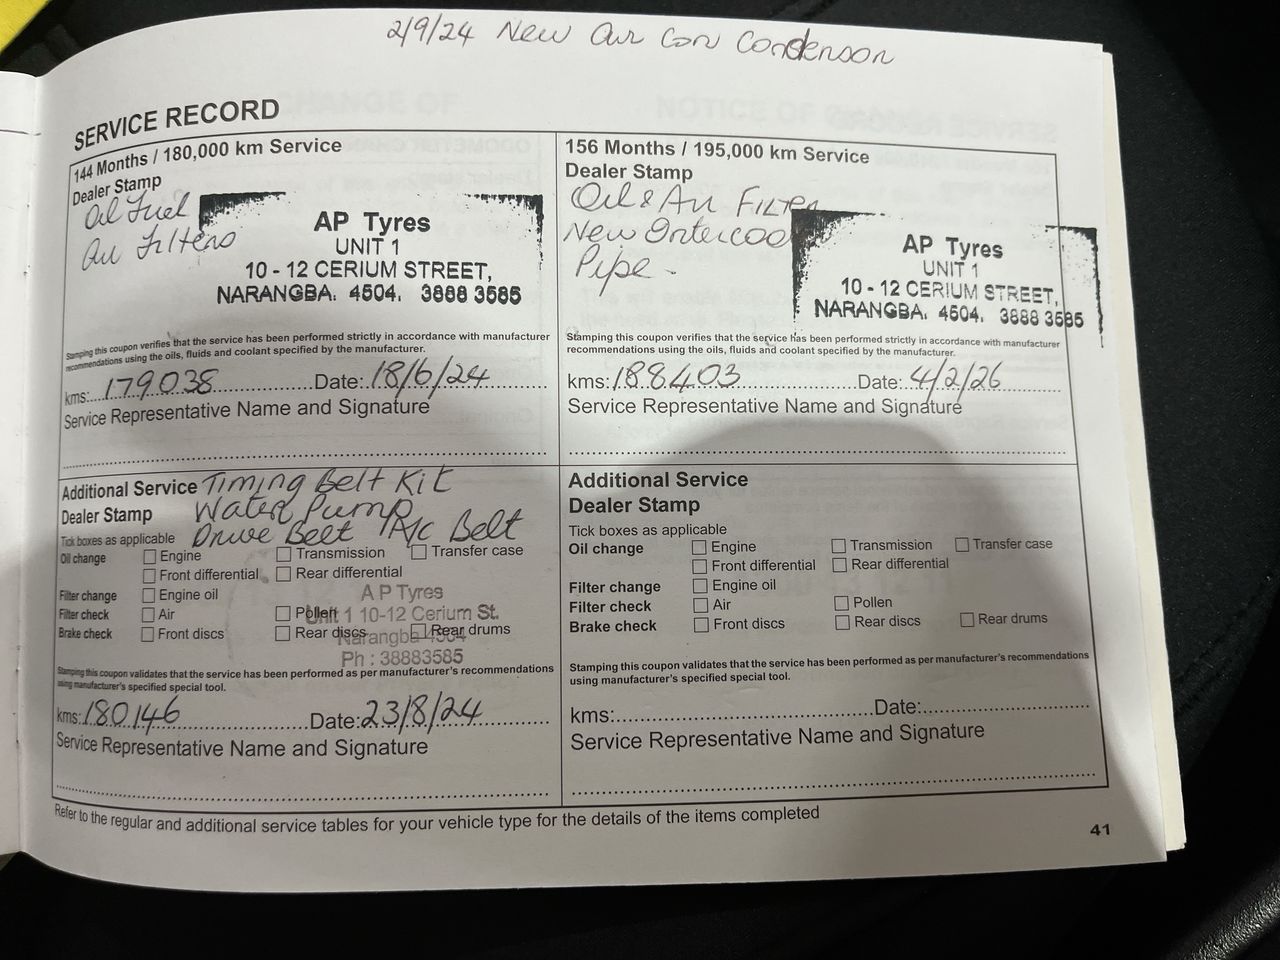 2/9/24 New Air Con Condenson
SERVICE RECORD
144 Months / 180,000 km Service
Dealer Stamp
Oil Fuel
Air Filters
AP Tyres
UNIT 1
10 - 12 CERIUM STREET,
NARANGBA. 4504. 3888 3585
Stamping this coupon verifies that the service has been performed strictly in accordance with manufacturer
recommendations using the oils, fluids and coolant specified by the manufacturer.
kms: 179038 Date: 18/6/24
Service Representative Name and Signature
Additional Service Timing Belt Kit
Dealer Stamp Water Pump
Tick boxes as applicable Drive Belt A/c Belt
Oil change Engine Transmission Transfer case
Front differential Rear differential
Filter change Engine oil
Filter check Air Pollen
Brake check Front discs Rear discs Rear drums
A P Tyres
Unit 1 10-12 Cerium St.
Narangba 4504
Ph : 38883585
Stamping this coupon validates that the service has been performed as per manufacturer's recommendations
using manufacturer's specified special tool.
kms: 180146 Date: 23/8/24
Service Representative Name and Signature
156 Months / 195,000 km Service
Dealer Stamp
Oil & Air Filter
New Intercoo
Pipe -
AP Tyres
UNIT 1
10 - 12 CERIUM STREET,
NARANGBA. 4504. 3888 3585
Stamping this coupon verifies that the service has been performed strictly in accordance with manufacturer
recommendations using the oils, fluids and coolant specified by the manufacturer.
kms: 188403 Date: 4/2/26
Service Representative Name and Signature
Additional Service
Dealer Stamp
Tick boxes as applicable
Oil change Engine Transmission Transfer case
Front differential Rear differential
Filter change Engine oil
Filter check Air Pollen
Brake check Front discs Rear discs Rear drums
Stamping this coupon validates that the service has been performed as per manufacturer's recommendations
using manufacturer's specified special tool.
kms: Date:
Service Representative Name and Signature
Refer to the regular and additional service tables for your vehicle type for the details of the items completed
41